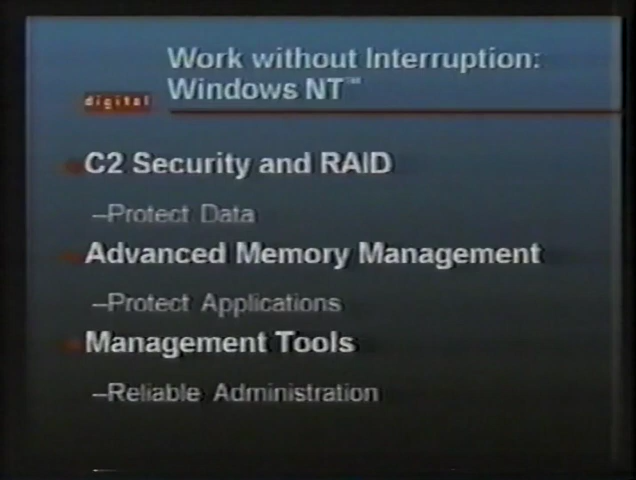 Work without Interruption:
digital Windows NT™
C2 Security and RAID
–Protect Data
Advanced Memory Management
–Protect Applications
Management Tools
–Reliable Administration